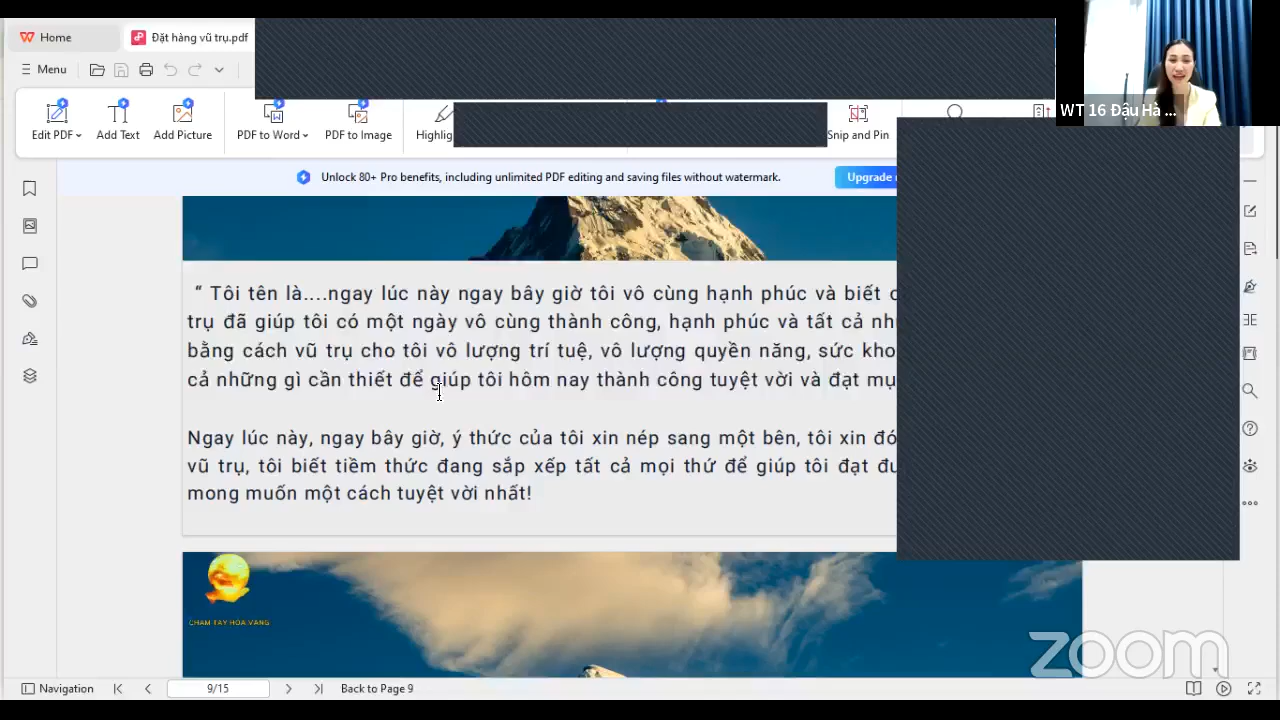 Home
Đặt hàng vũ trụ.pdf
WT 16 Đậu Hà ...
Menu
Edit PDF
Add Text
Add Picture
PDF to Word
PDF to Image
Highlig
Snip and Pin
Unlock 80+ Pro benefits, including unlimited PDF editing and saving files without watermark.
Upgrade
“ Tôi tên là....ngay lúc này ngay bây giờ tôi vô cùng hạnh phúc và biết
trụ đã giúp tôi có một ngày vô cùng thành công, hạnh phúc và tất cả
bằng cách vũ trụ cho tôi vô lượng trí tuệ, vô lượng quyền năng, sức
cả những gì cần thiết để giúp tôi hôm nay thành công tuyệt vời và đạt
Ngay lúc này, ngay bây giờ, ý thức của tôi xin nép sang một bên, tôi xin
vũ trụ, tôi biết tiềm thức đang sắp xếp tất cả mọi thứ để giúp tôi đạt
mong muốn một cách tuyệt vời nhất!
CHẠM TAY HÓA VÀNG
zoom
Navigation
9/15
Back to Page 9